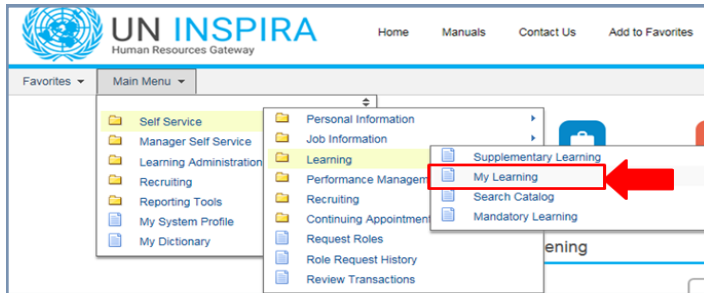 UN INSPIRA
Human Resources Gateway
Home Manuals Contact Us Add to Favorites
Favorites Main Menu
Self Service
Manager Self Service
Learning Administration
Recruiting
Reporting Tools
My System Profile
My Dictionary
Personal Information
Job Information
Learning
Performance Managem
Recruiting
Continuing Appointment
Request Roles
Role Request History
Review Transactions
Supplementary Learning
My Learning
Search Catalog
Mandatory Learning
ening